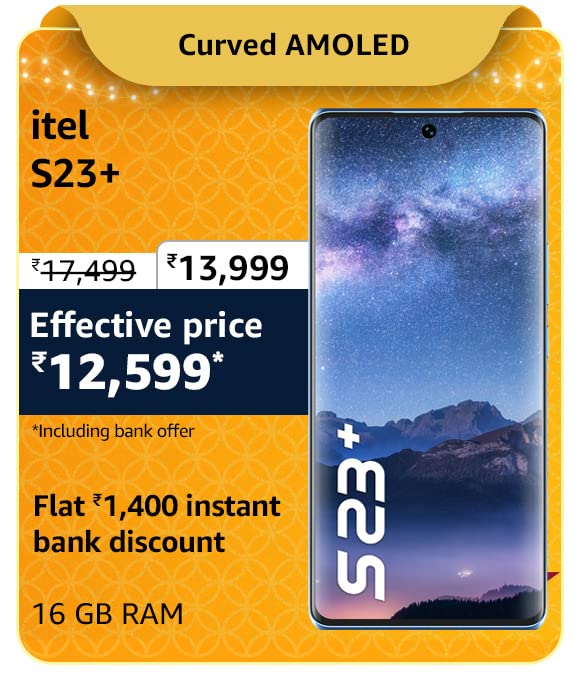 Curved AMOLED
itel
S23+
₹17,499 ₹13,999
Effective price
₹12,599*
*Including bank offer
Flat ₹1,400 instant
bank discount
16 GB RAM
S23+